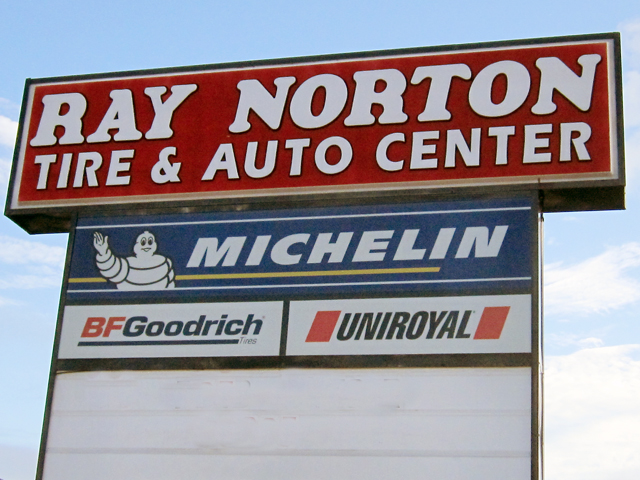 RAY NORTON
TIRE & AUTO CENTER
MICHELIN
BFGoodrich
Tires
UNIROYAL